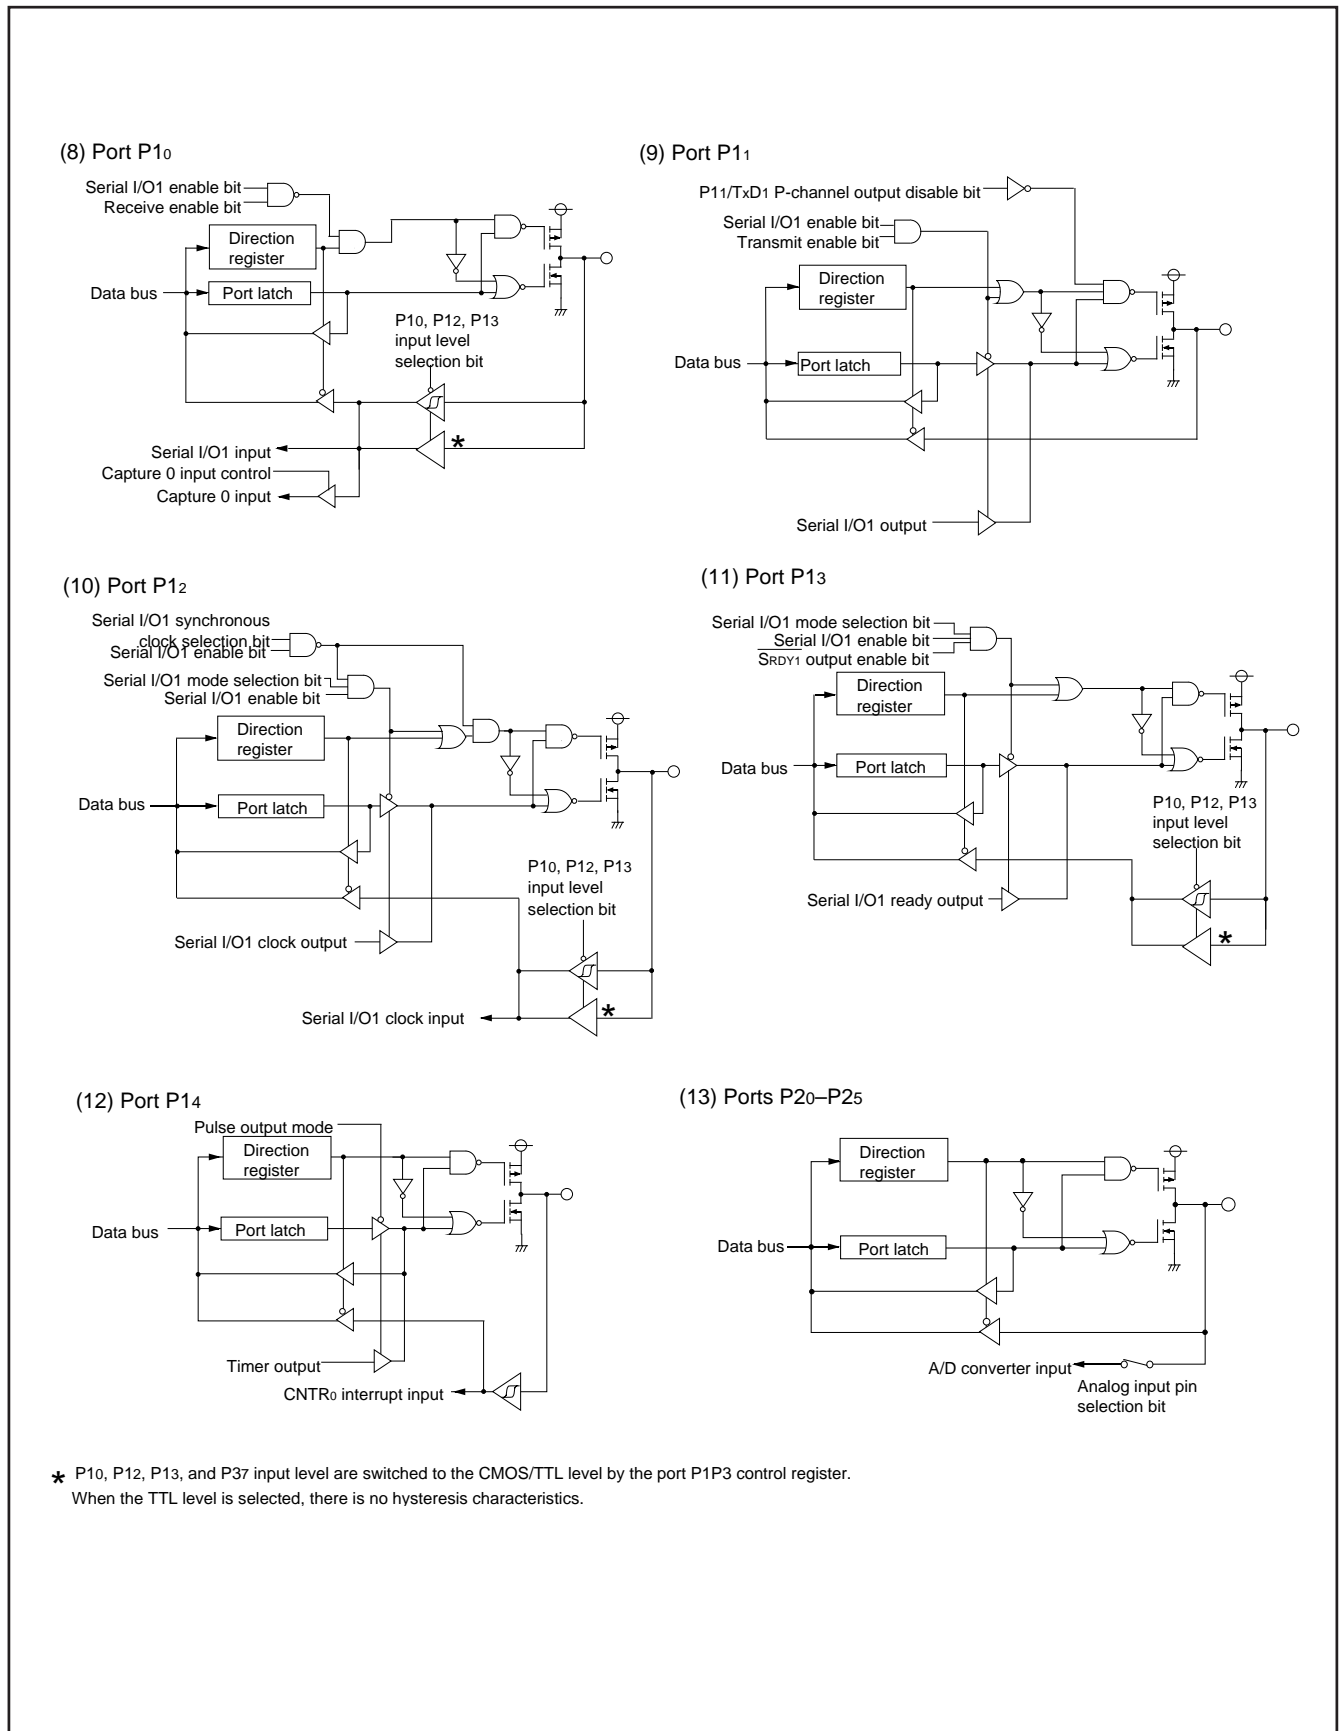 (8) Port P10
Serial I/O1 enable bit
Receive enable bit
Direction
register
Data bus
Port latch
P10, P12, P13
input level
selection bit
*
Serial I/O1 input
Capture 0 input control
Capture 0 input
(9) Port P11
P11/TxD1 P-channel output disable bit
Serial I/O1 enable bit
Transmit enable bit
Direction
register
Data bus
Port latch
Serial I/O1 output
(10) Port P12
Serial I/O1 synchronous
clock selection bit
Serial I/O1 enable bit
Serial I/O1 mode selection bit
Serial I/O1 enable bit
Direction
register
Data bus
Port latch
P10, P12, P13
input level
selection bit
Serial I/O1 clock output
*
Serial I/O1 clock input
(11) Port P13
Serial I/O1 mode selection bit
Serial I/O1 enable bit
SRDY1 output enable bit
Direction
register
Data bus
Port latch
P10, P12, P13
input level
selection bit
Serial I/O1 ready output
*
(12) Port P14
Pulse output mode
Direction
register
Data bus
Port latch
Timer output
CNTR0 interrupt input
(13) Ports P20–P25
Direction
register
Data bus
Port latch
A/D converter input
Analog input pin
selection bit
* P10, P12, P13, and P37 input level are switched to the CMOS/TTL level by the port P1P3 control register.
When the TTL level is selected, there is no hysteresis characteristics.